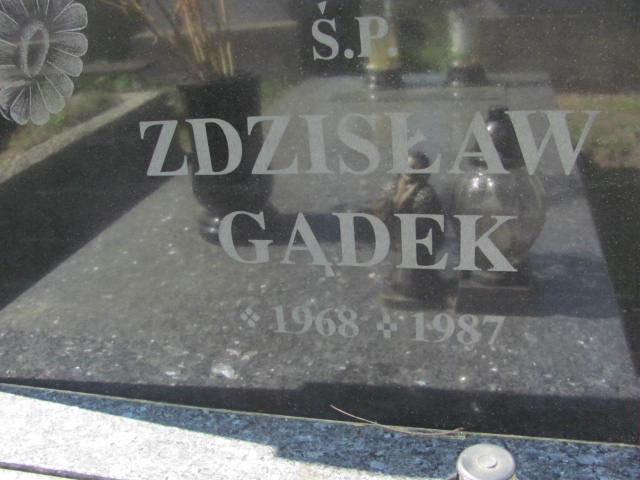 Ś.P.
ZDZISŁAW
GĄDEK
1968 1987